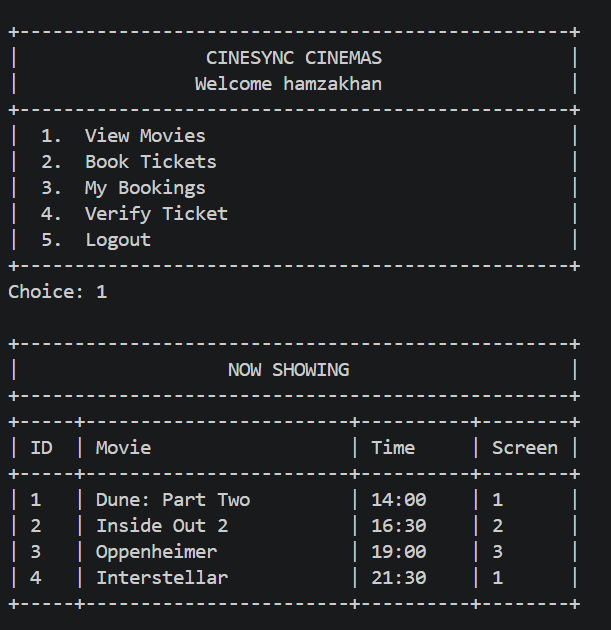 +--------------------------------------------------+
|                 CINESYNC CINEMAS                 |
|                Welcome hamzakhan                 |
+--------------------------------------------------+
|  1.  View Movies                                 |
|  2.  Book Tickets                                |
|  3.  My Bookings                                 |
|  4.  Verify Ticket                               |
|  5.  Logout                                      |
+--------------------------------------------------+
Choice: 1

+--------------------------------------------------+
|                   NOW SHOWING                    |
+--------------------------------------------------+
+-----+------------------------+----------+--------+
| ID  | Movie                  | Time     | Screen |
+-----+------------------------+----------+--------+
| 1   | Dune: Part Two         | 14:00    | 1      |
| 2   | Inside Out 2           | 16:30    | 2      |
| 3   | Oppenheimer            | 19:00    | 3      |
| 4   | Interstellar           | 21:30    | 1      |
+-----+------------------------+----------+--------+